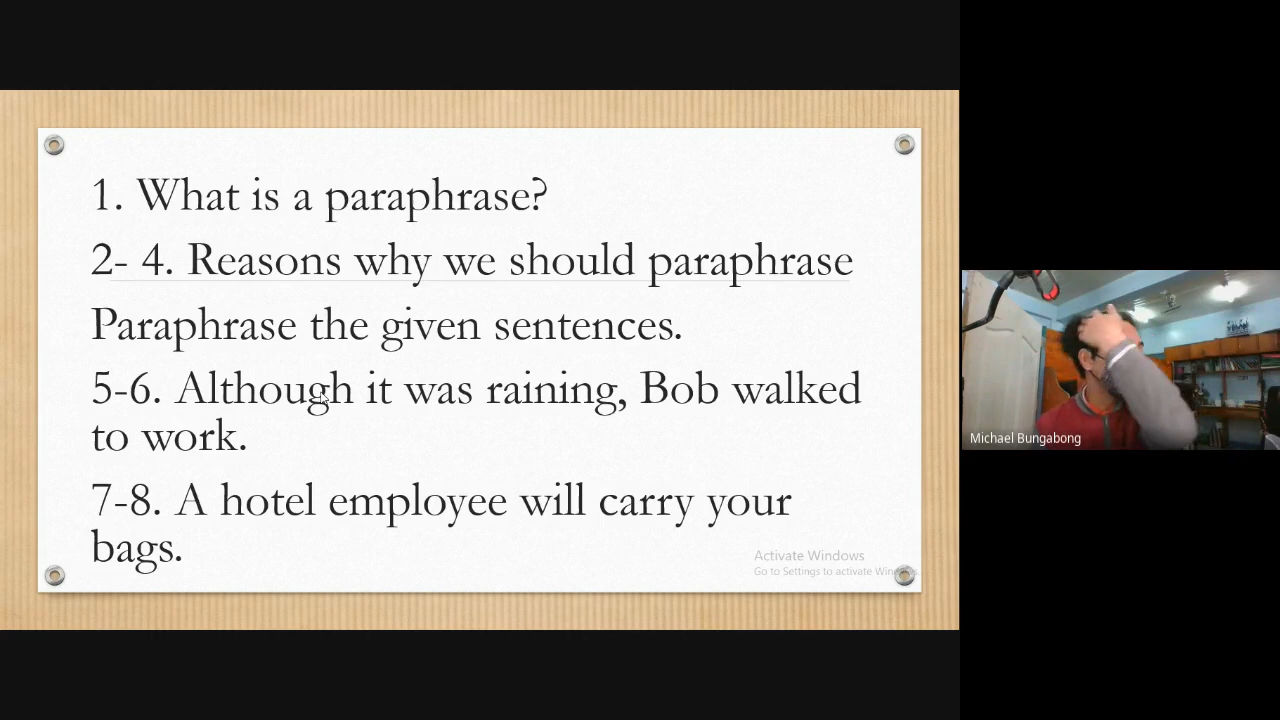 1. What is a paraphrase?
2- 4. Reasons why we should paraphrase
Paraphrase the given sentences.
5-6. Although it was raining, Bob walked
to work.
7-8. A hotel employee will carry your
bags.
Activate Windows
Go to Settings to activate Windows.
Michael Bungabong